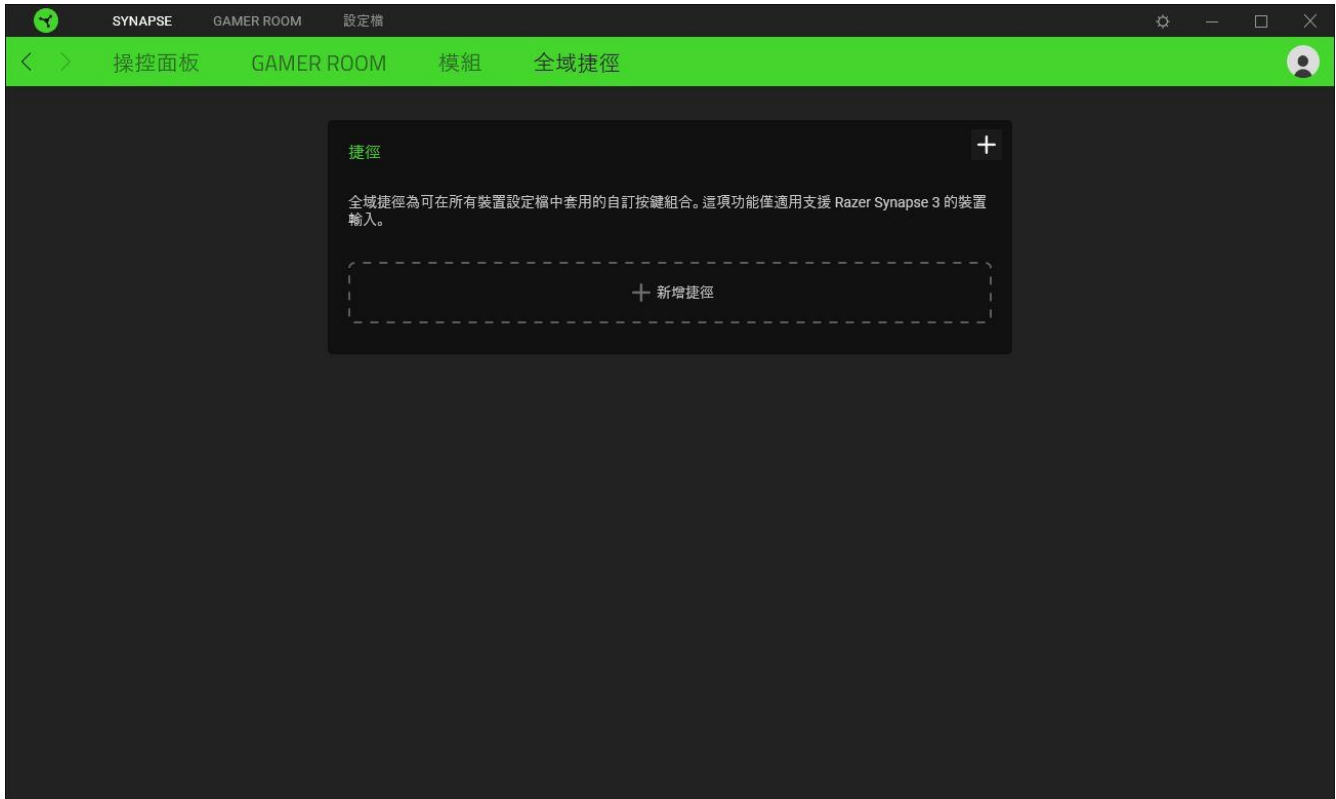 SYNAPSE GAMER ROOM 設定檔
操控面板 GAMER ROOM 模組 全域捷徑
捷徑
全域捷徑為可在所有裝置設定檔中套用的自訂按鍵組合。這項功能僅適用支援 Razer Synapse 3 的裝置
輸入。
新增捷徑